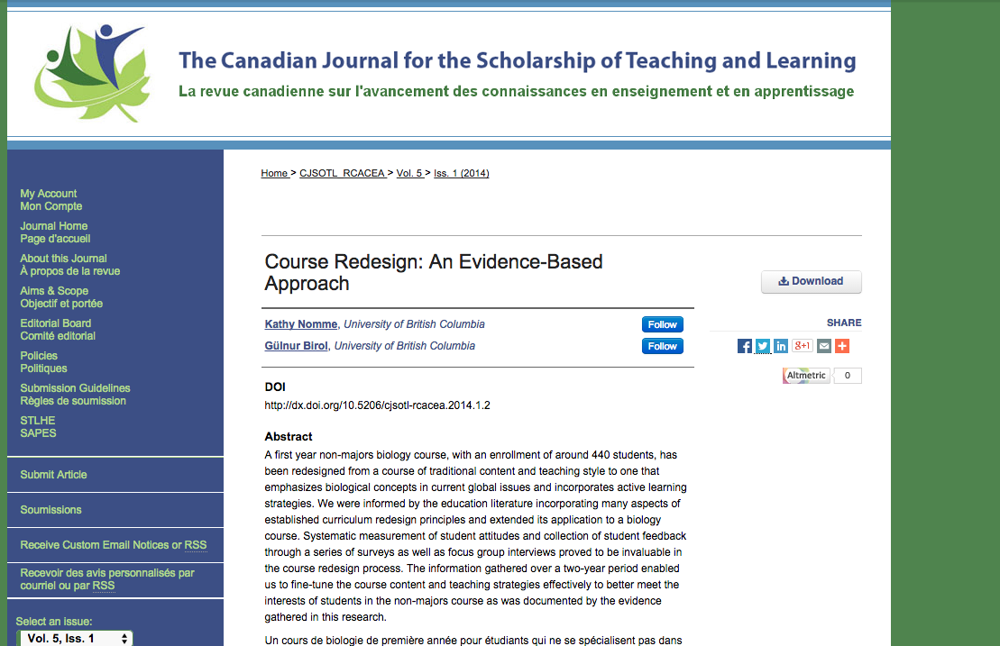 The Canadian Journal for the Scholarship of Teaching and Learning
La revue canadienne sur l'avancement des connaissances en enseignement et en apprentissage
My Account
Mon Compte
Journal Home
Page d'accueil
About this Journal
À propos de la revue
Aims & Scope
Objectif et portée
Editorial Board
Comité editorial
Policies
Politiques
Submission Guidelines
Règles de soumission
STLHE
SAPES
Submit Article
Soumissions
Receive Custom Email Notices or RSS
Recevoir des avis personnalisés par
courriel ou par RSS
Select an issue:
Vol. 5, Iss. 1
Home > CJSOTL_RCACEA > Vol. 5 > Iss. 1 (2014)
Course Redesign: An Evidence-Based
Approach
Kathy Nomme, University of British Columbia
Follow
Gülnur Birol, University of British Columbia
Follow
DOI
http://dx.doi.org/10.5206/cjsotl-rcacea.2014.1.2
Abstract
A first year non-majors biology course, with an enrollment of around 440 students, has
been redesigned from a course of traditional content and teaching style to one that
emphasizes biological concepts in current global issues and incorporates active learning
strategies. We were informed by the education literature incorporating many aspects of
established curriculum redesign principles and extended its application to a biology
course. Systematic measurement of student attitudes and collection of student feedback
through a series of surveys as well as focus group interviews proved to be invaluable in
the course redesign process. The information gathered over a two-year period enabled
us to fine-tune the course content and teaching strategies effectively to better meet the
interests of students in the non-majors course as was documented by the evidence
gathered in this research.
Un cours de biologie de première année pour étudiants qui ne se spécialisent pas dans
Download
SHARE
g+1
Altmetric
0